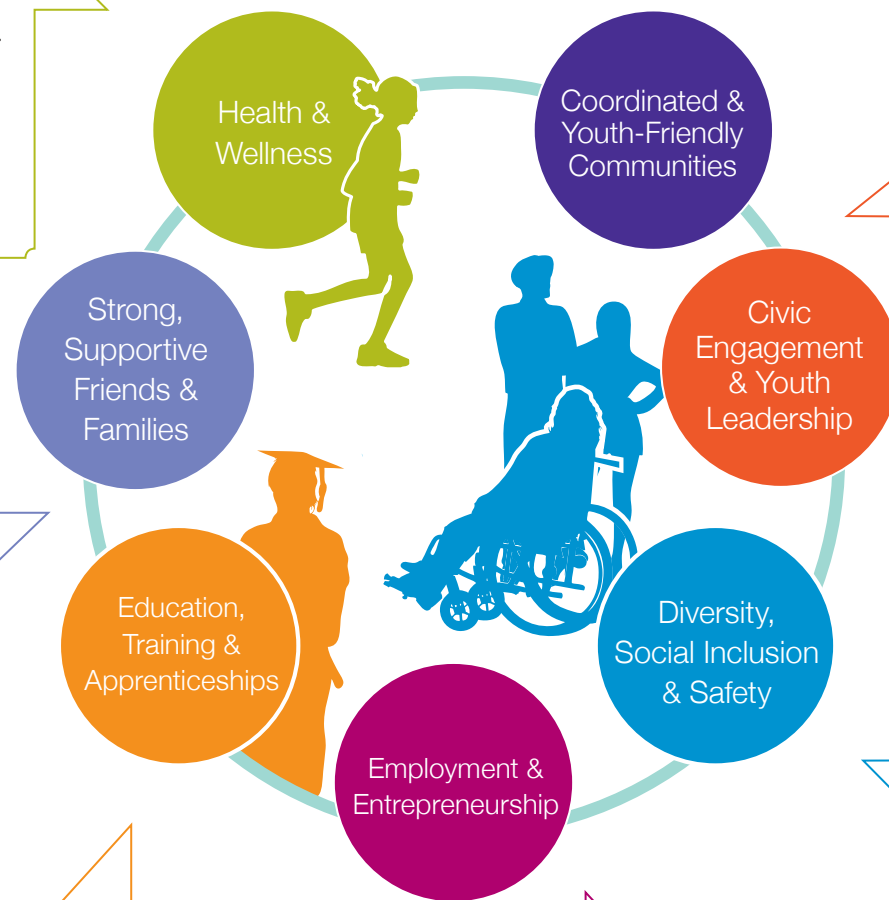 Health &
Wellness
Coordinated &
Youth-Friendly
Communities
Civic
Engagement
& Youth
Leadership
Diversity,
Social Inclusion
& Safety
Employment &
Entrepreneurship
Education,
Training &
Apprenticeships
Strong,
Supportive
Friends &
Families